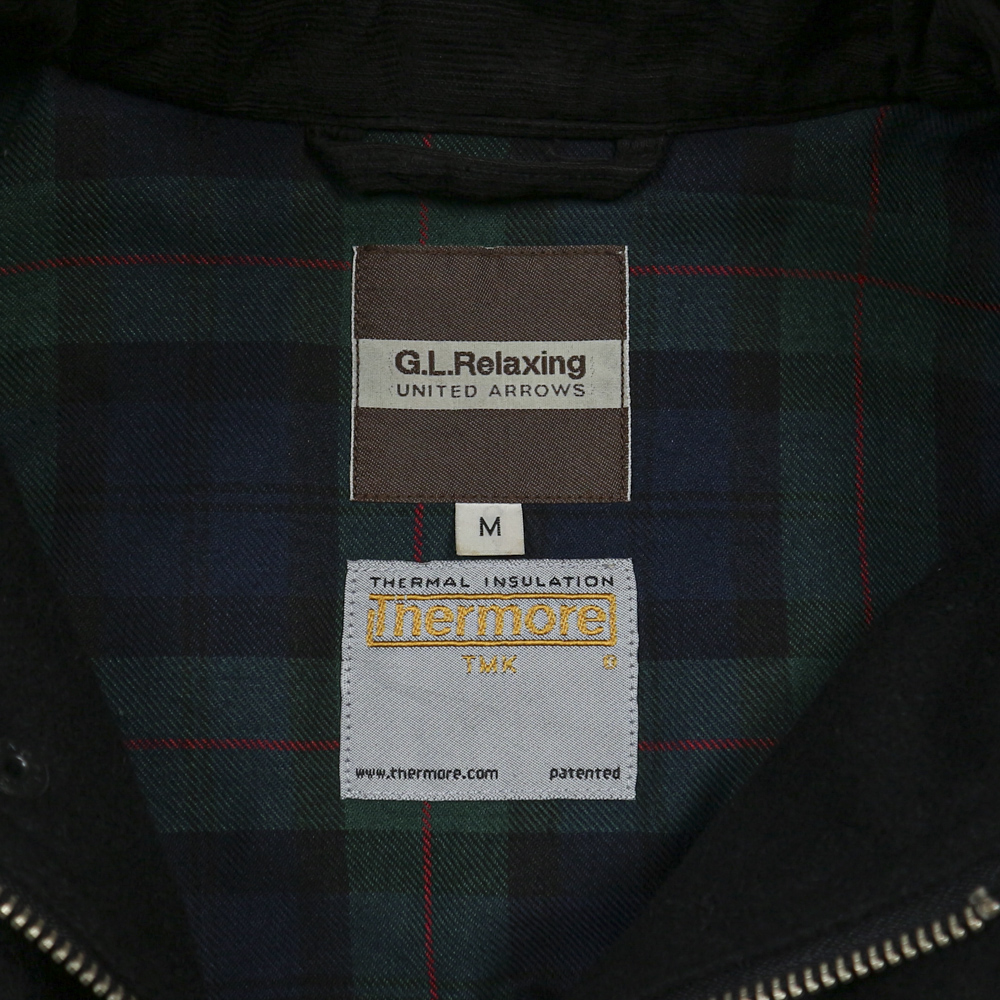 G.L.Relaxing
UNITED ARROWS
M
THERMAL INSULATION
Thermore
TMK ®
www.thermore.com patented